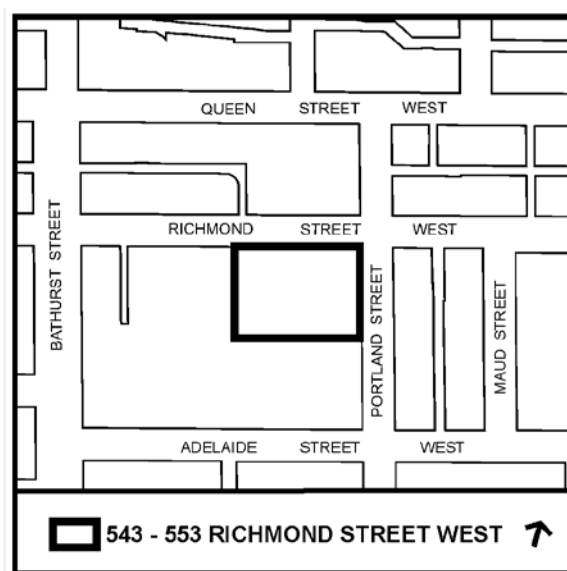 QUEEN STREET WEST
RICHMOND STREET WEST
BATHURST STREET
PORTLAND STREET
MAUD STREET
ADELAIDE STREET WEST
543 - 553 RICHMOND STREET WEST